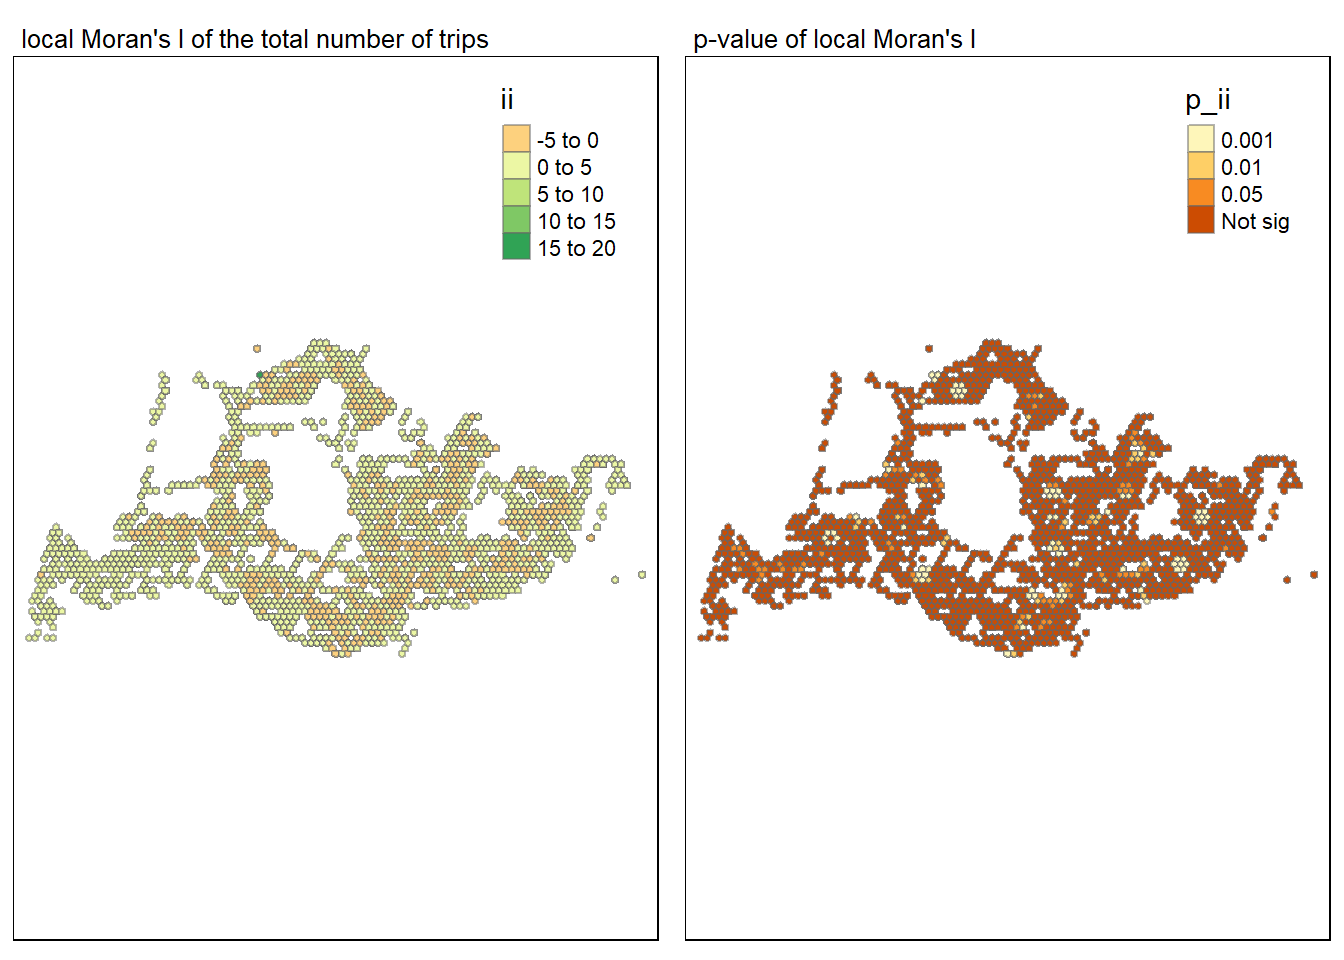 local Moran's I of the total number of trips
ii
-5 to 0
0 to 5
5 to 10
10 to 15
15 to 20
p-value of local Moran's I
p_ii
0.001
0.01
0.05
Not sig